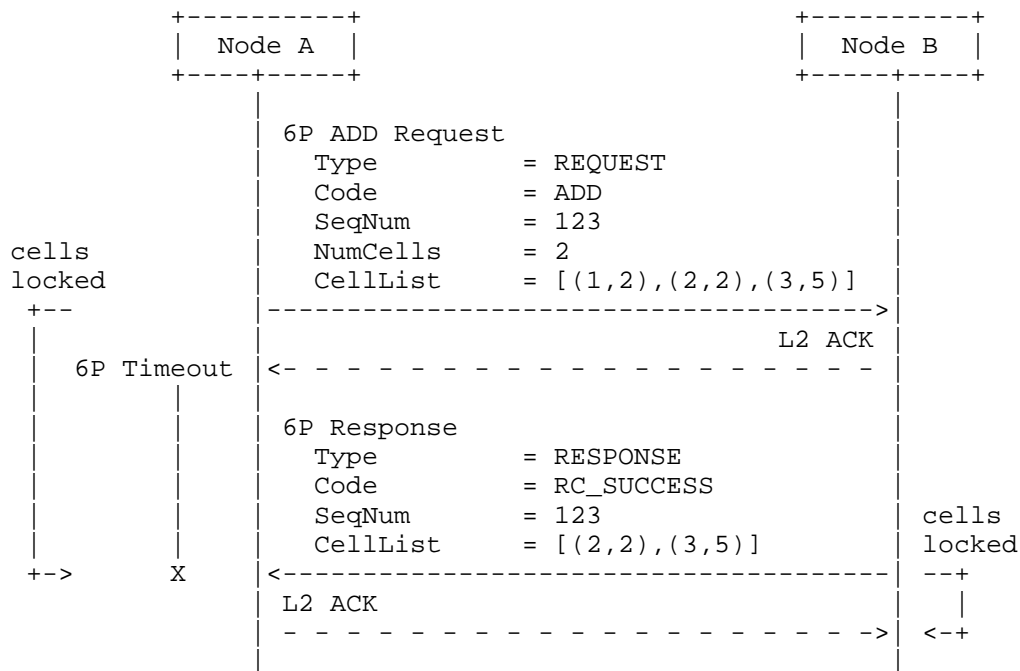 Node A Node B
6P ADD Request
Type = REQUEST
Code = ADD
SeqNum = 123
cells NumCells = 2
locked CellList = [(1,2),(2,2),(3,5)]
L2 ACK
6P Timeout
6P Response
Type = RESPONSE
Code = RC_SUCCESS
SeqNum = 123 cells
CellList = [(2,2),(3,5)] locked
X
L2 ACK